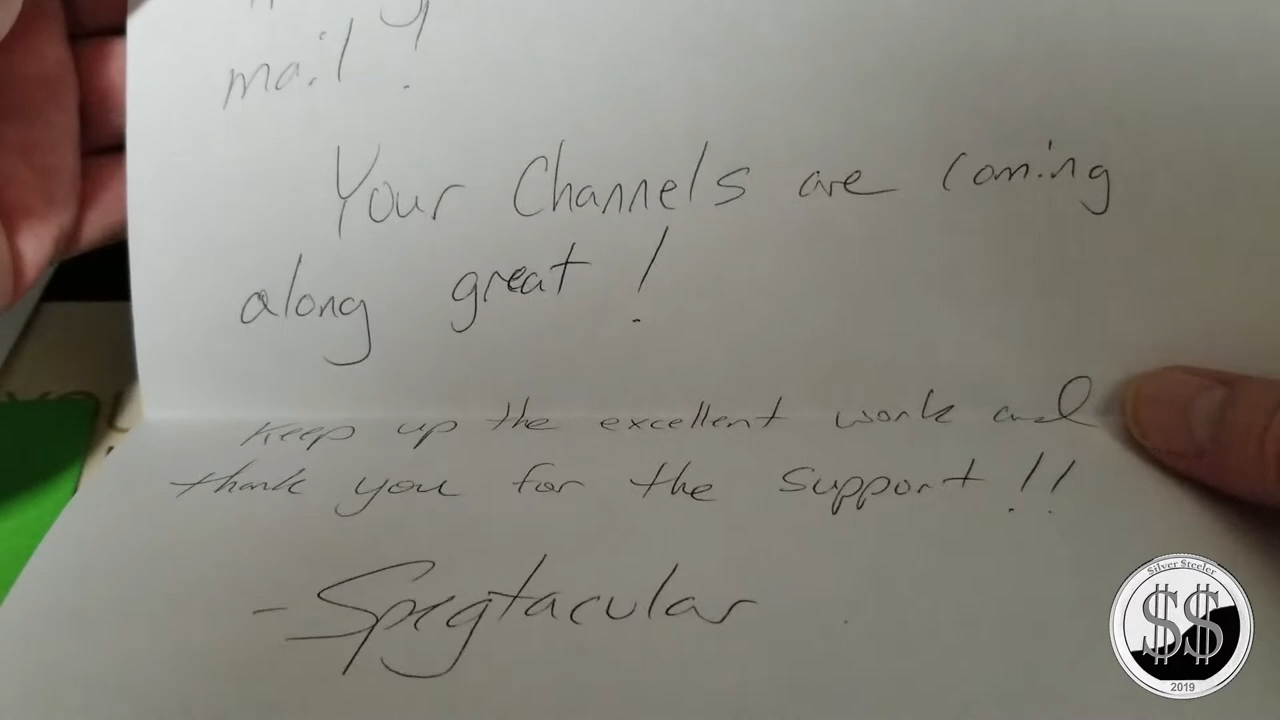 mail!
Your Channels are coming
along great!
Keep up the excellent work and
thank you for the support!!
-Spegtacular
Silver Steeler
$$
2019